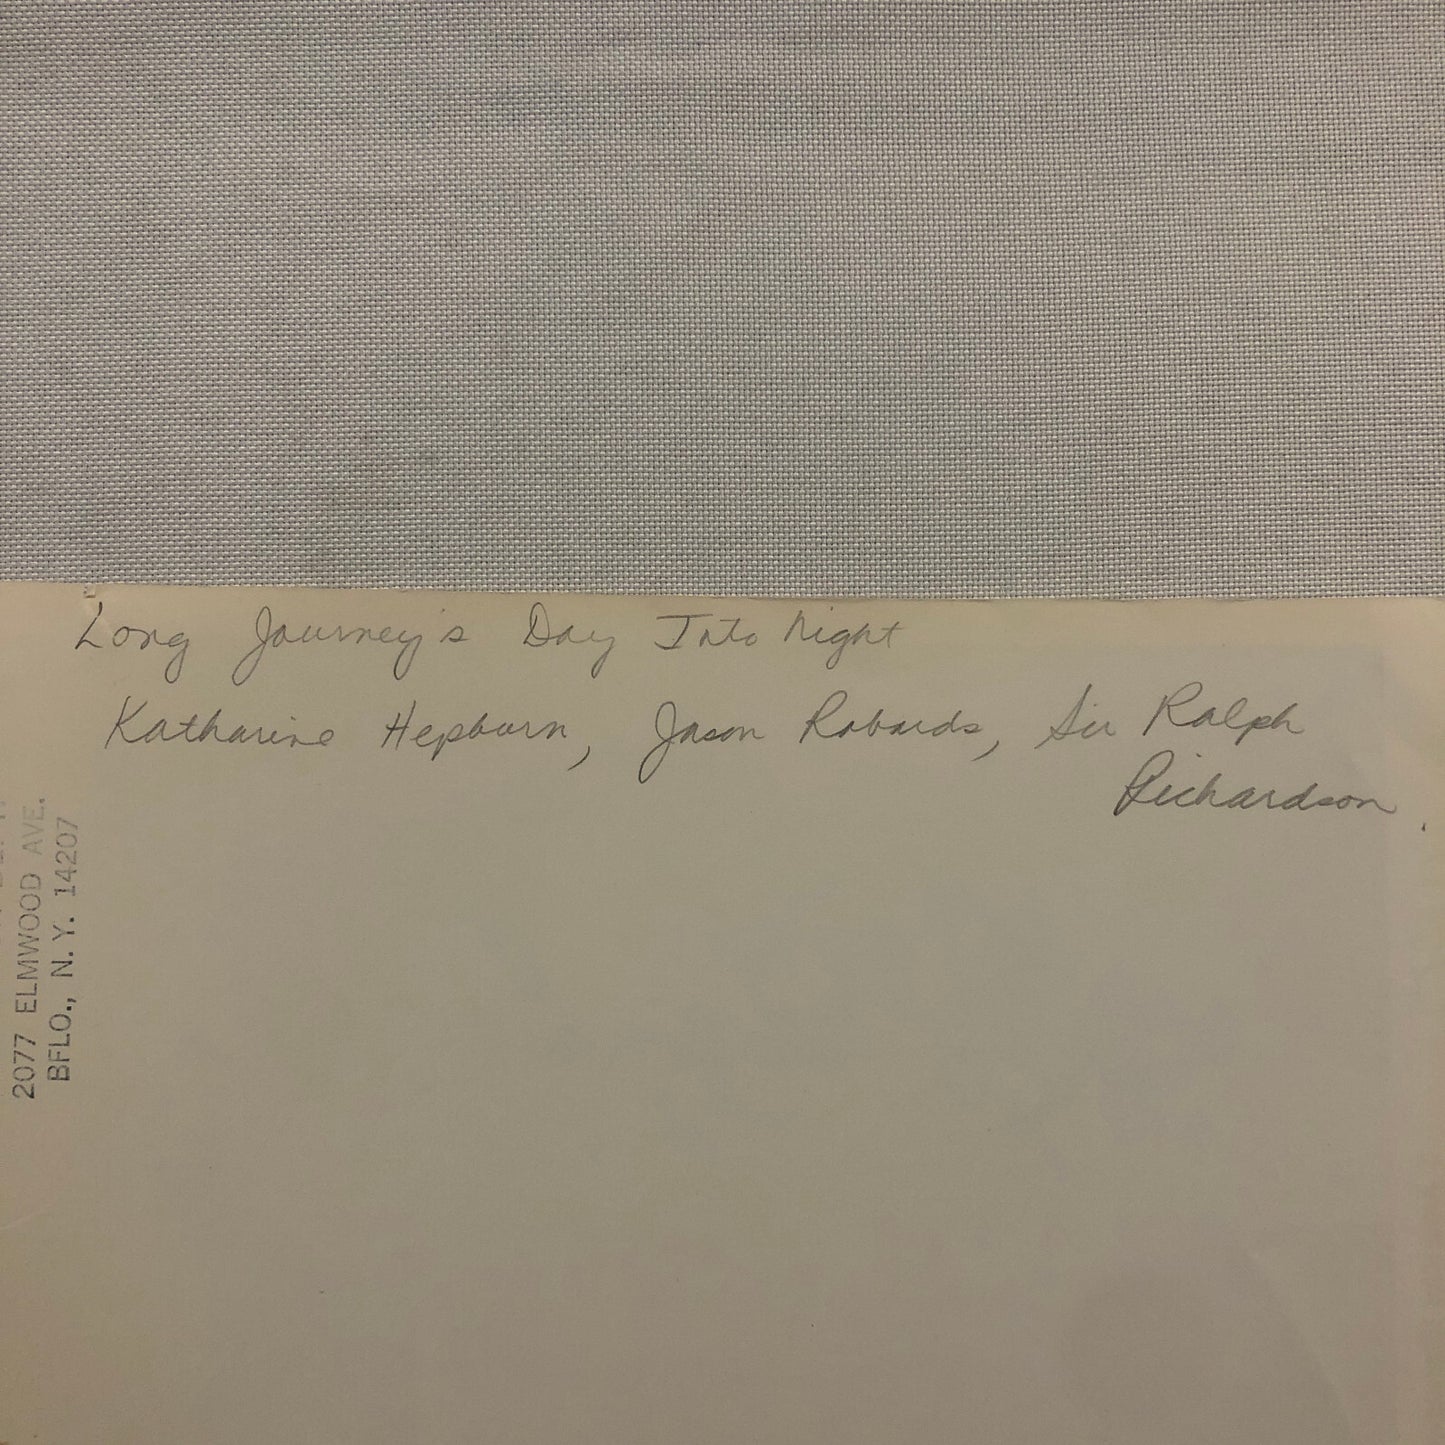 Long Journey's Day Into Night
Katharine Hepburn, Jason Robards, Sir Ralph
Richardson
2077 ELMWOOD AVE.
BFLO., N. Y. 14207